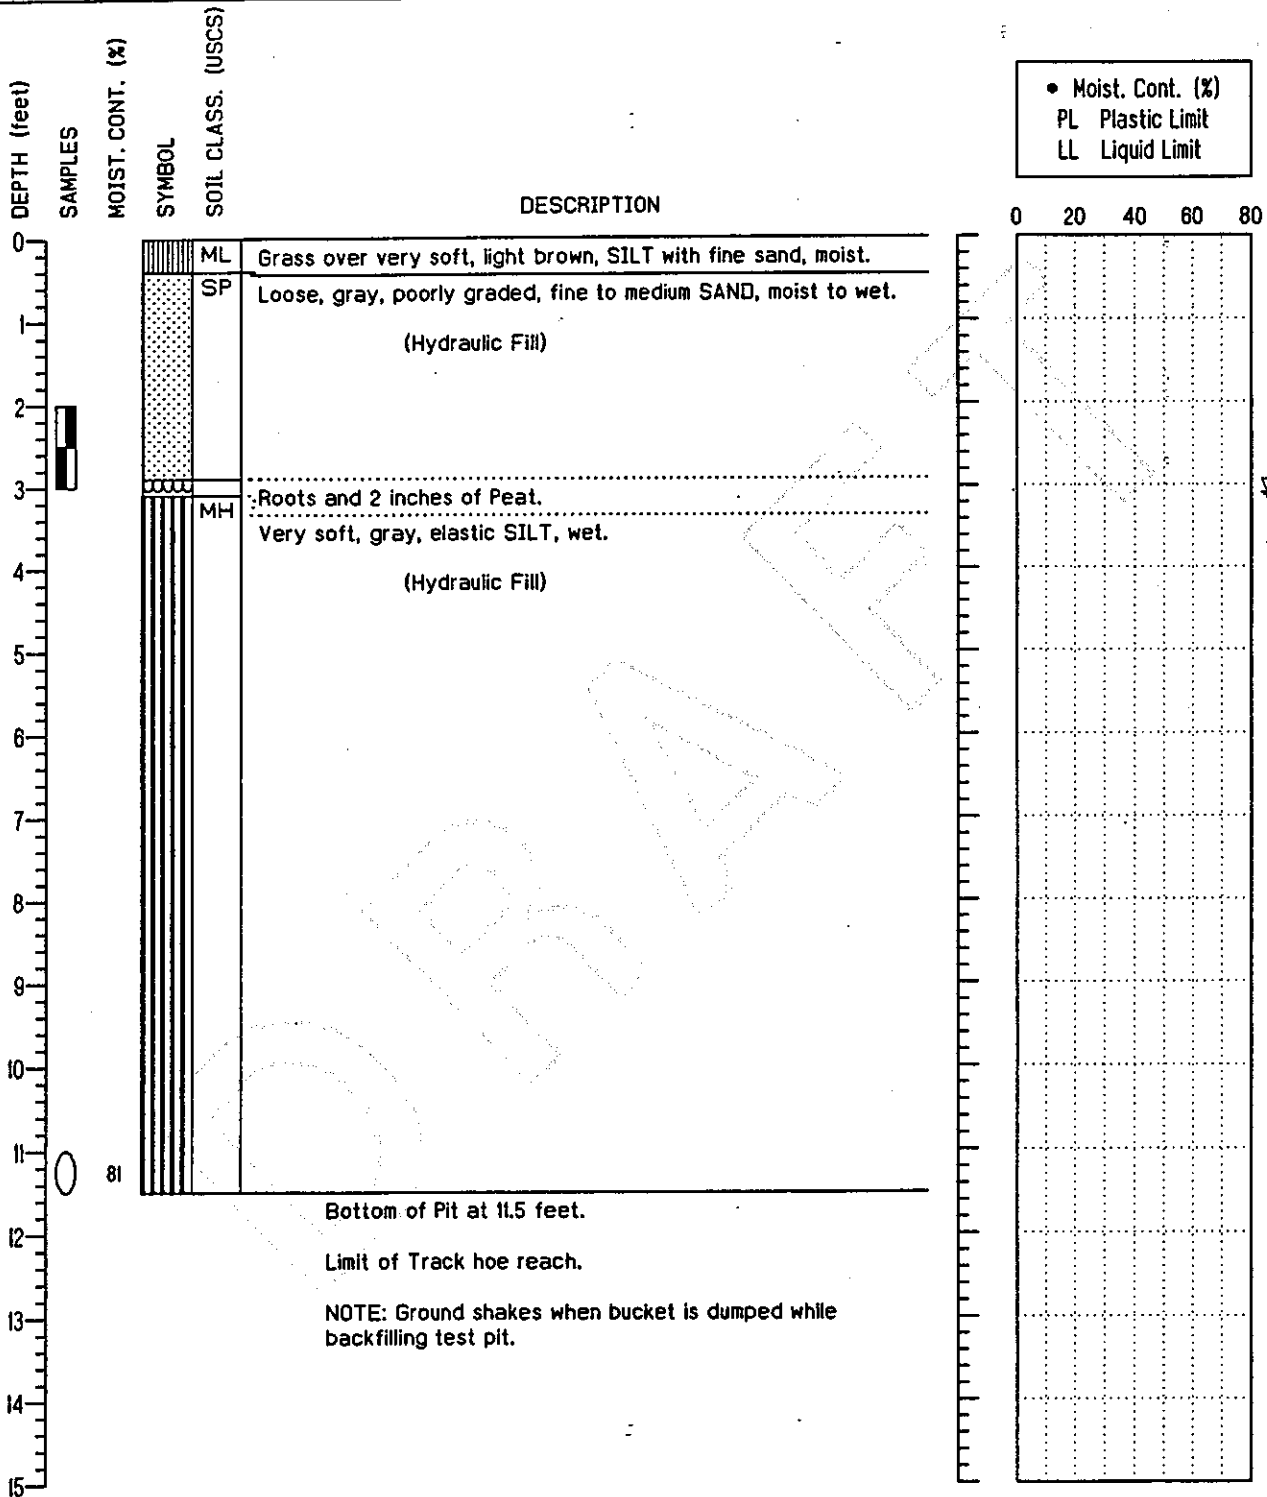 DEPTH (feet)
SAMPLES
MOIST. CONT. (%)
SYMBOL
SOIL CLASS. (USCS)
DESCRIPTION
• Moist. Cont. (%)
PL Plastic Limit
LL Liquid Limit
0 20 40 60 80
0
ML Grass over very soft, light brown, SILT with fine sand, moist.
SP Loose, gray, poorly graded, fine to medium SAND, moist to wet.
1
(Hydraulic Fill)
2
3
Roots and 2 inches of Peat.
MH
Very soft, gray, elastic SILT, wet.
4
(Hydraulic Fill)
5
6
7
8
9
10
11
81
Bottom of Pit at 11.5 feet.
12
Limit of Track hoe reach.
13
NOTE: Ground shakes when bucket is dumped while
backfilling test pit.
14
15
DRAFT